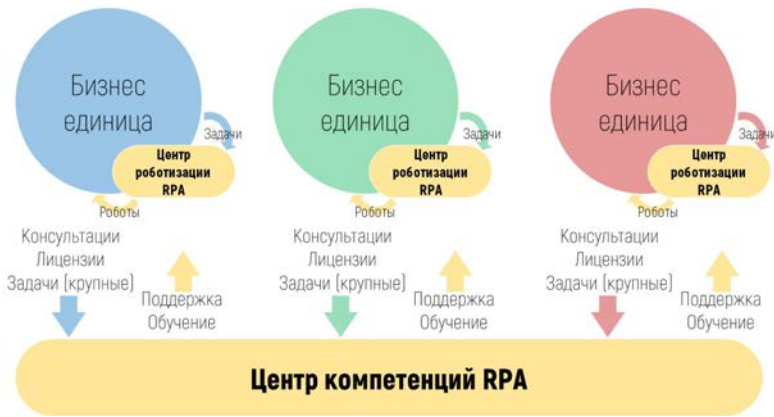 Бизнес
единица
Задачи
Центр
роботизации
RPA
Роботы
Консультации
Лицензии
Задачи (крупные)
Поддержка
Обучение
Бизнес
единица
Задачи
Центр
роботизации
RPA
Роботы
Консультации
Лицензии
Задачи (крупные)
Поддержка
Обучение
Бизнес
единица
Задачи
Центр
роботизации
RPA
Роботы
Консультации
Лицензии
Задачи (крупные)
Поддержка
Обучение
Центр компетенций RPA